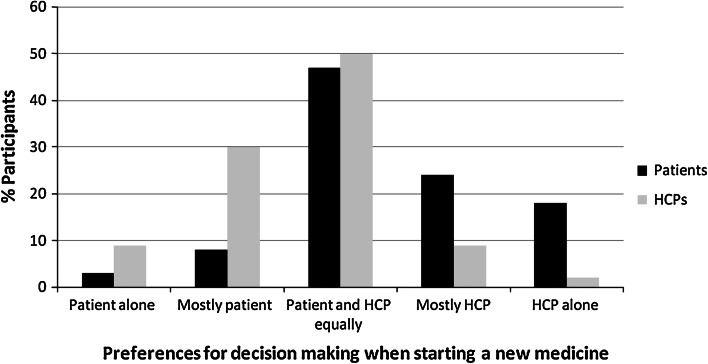 60
50
40
30
20
10
0
% Participants
Patient alone
Mostly patient
Patient and HCP
equally
Mostly HCP
HCP alone
Patients
HCPs
Preferences for decision making when starting a new medicine